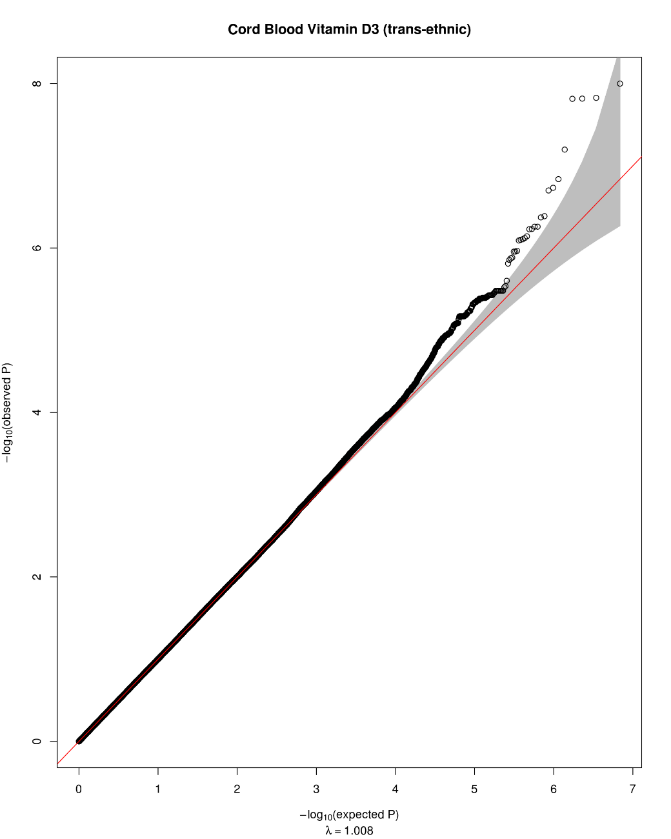 Cord Blood Vitamin D3 (trans-ethnic)
8
6
4
2
0
−log10(observed P)
0 1 2 3 4 5 6 7
−log10(expected P)
λ = 1.008